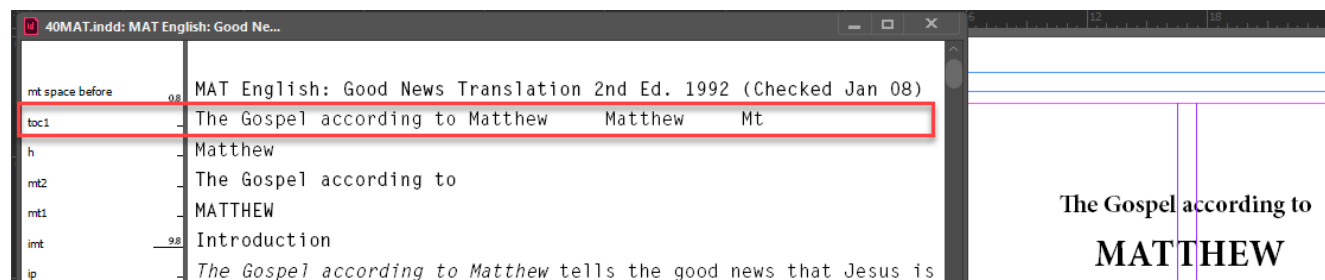 40MAT.indd: MAT English: Good Ne...
6 12 18
mt space before 0.8 MAT English: Good News Translation 2nd Ed. 1992 (Checked Jan 08)
toc1 The Gospel according to Matthew Matthew Mt
h Matthew
mt2 The Gospel according to
mt1 MATTHEW
imt 9.8 Introduction
ip The Gospel according to Matthew tells the good news that Jesus is
The Gospel according to
MATTHEW